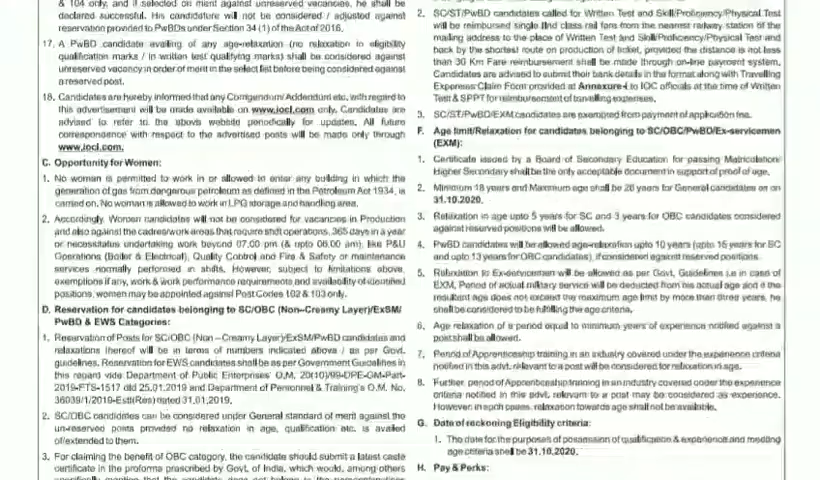 & 104 only, and if selected on merit against unreserved vacancies, he shall be
declared successful. His candidature will not be considered / adjusted against
reservation provided to PwBDs under Section 34 (1) of the Act of 2016.
17. A PwBD candidate availing of any age-relaxation (no relaxation in eligibility
qualification marks / in written test qualifying marks) shall be considered against
unreserved vacancy in order of merit in the select list before being considered against
a reserved post.
18. Candidates are hereby informed that any Corrigendum/Addendum etc. with regard to
this advertisement will be made available on www.iocl.com only. Candidates are
advised to refer to the above website periodically for updates. All future
correspondence with respect to the advertised posts will be made only through
www.iocl.com.
C. Opportunity for Women:
1. No woman is permitted to work in or allowed to enter any building in which the
generation of gas from dangerous petroleum as defined in the Petroleum Act 1934, is
carried on. No woman is allowed to work in LPG storage and handling area.
2. Accordingly, Women candidates will not be considered for vacancies in Production
and also against the cadres/work areas that require shift operations, 365 days in a year
or necessitates undertaking work beyond 07.00 pm (& upto 06.00 am), like P&U
Operations (Boiler & Electrical), Quality Control and Fire & Safety or maintenance
services normally performed in shifts. However, subject to limitations above,
exemptions if any, work & work performance requirements and availability of identified
positions, women may be appointed against Post Codes 102 & 103 only.
D. Reservation for candidates belonging to SC/OBC (Non–Creamy Layer)/ExSM/
PwBD & EWS Categories:
1. Reservation of Posts for SC/OBC (Non – Creamy Layer)/ExSM/PwBD candidates and
relaxations thereof will be in terms of numbers indicated above / as per Govt.
guidelines. Reservation for EWS candidates shall be as per Government Guidelines in
this regard vide Department of Public Enterprises' O.M. 20(10)/99-DPE-GM-Part-
2019-FTS-1517 dtd 25.01.2019 and Department of Personnel & Training's O.M. No.
36039/1/2019-Estt(Res) dated 31.01.2019.
2. SC/OBC candidates can be considered under General standard of merit against the
un-reserved posts provided no relaxation in age, qualification etc. is availed
of/extended to them.
3. For claiming the benefit of OBC category, the candidate should submit a latest caste
certificate in the proforma prescribed by Govt. of India, which would, among others
specifically mention that the candidate does not belong to the persons/sections
2. SC/ST/PwBD candidates called for Written Test and Skill/Proficiency/Physical Test
will be reimbursed single IInd class rail fare from the nearest railway station of the
mailing address to the place of Written Test and Skill/Proficiency/Physical Test and
back by the shortest route on production of ticket, provided the distance is not less
than 30 Km Fare reimbursement shall be made through on-line payment system.
Candidates are advised to submit their bank details in the format along with Travelling
Expenses Claim Form provided at Annexure-I to IOC officials at the time of Written
Test & SPPT for reimbursement of travelling expenses.
3. SC/ST/PwBD/EXM candidates are exempted from payment of application fee.
F. Age limit/Relaxation for candidates belonging to SC/OBC/PwBD/Ex-servicemen
(EXM):
1. Certificate issued by a Board of Secondary Education for passing Matriculation/
Higher Secondary shall be the only acceptable document in support of proof of age.
2. Minimum 18 years and Maximum age shall be 26 years for General candidates as on
31.10.2020.
3. Relaxation in age upto 5 years for SC and 3 years for OBC candidates considered
against reserved positions will be allowed.
4. PwBD candidates will be allowed age-relaxation upto 10 years (upto 15 years for SC
and upto 13 years for OBC candidates), if considered against reserved positions.
5. Relaxation to Ex-servicemen will be allowed as per Govt. Guidelines i.e in case of
EXM, Period of actual military service will be deducted from his actual age and if the
resultant age does not exceed the maximum age limit by more than three years, he
shall be considered to be fulfilling the age criteria.
6. Age relaxation of a period equal to minimum years of experience notified against a
post shall be allowed.
7. Period of Apprenticeship training in an industry covered under the experience criteria
notified in this advt. relevant to a post will be considered for relaxation in age.
8. Further, period of Apprenticeship training in an industry covered under the experience
criteria notified in this advt. relevant to a post may be considered as experience.
However, in such cases, relaxation towards age shall not be available.
G. Date of reckoning Eligibility criteria:
1. The date for the purposes of possession of qualification & experience and meeting
age criteria shall be 31.10.2020.
H. Pay & Perks: